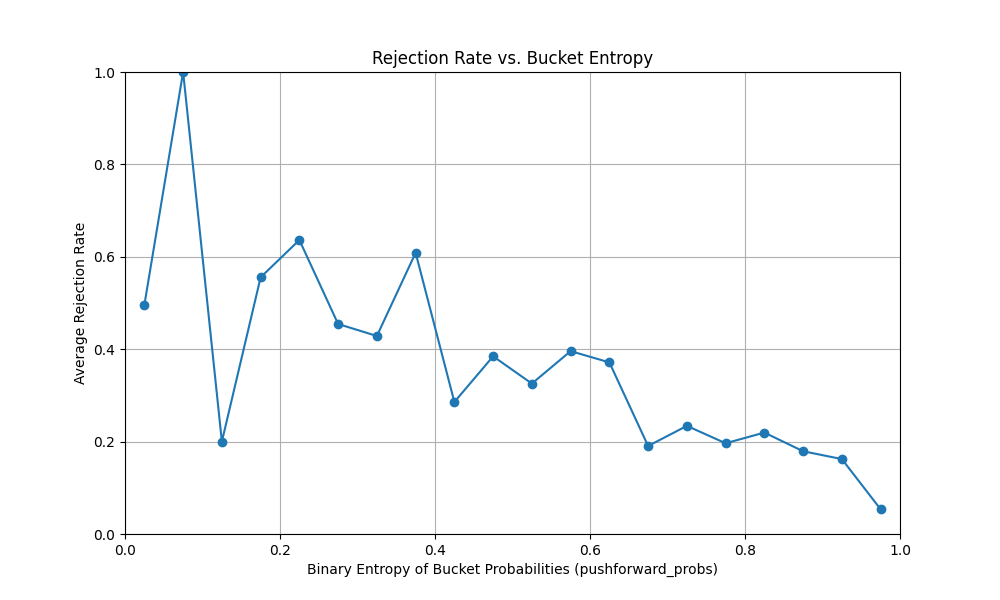 Rejection Rate vs. Bucket Entropy
1.0
0.8
0.6
0.4
0.2
0.0
Average Rejection Rate
0.0 0.2 0.4 0.6 0.8 1.0
Binary Entropy of Bucket Probabilities (pushforward_probs)